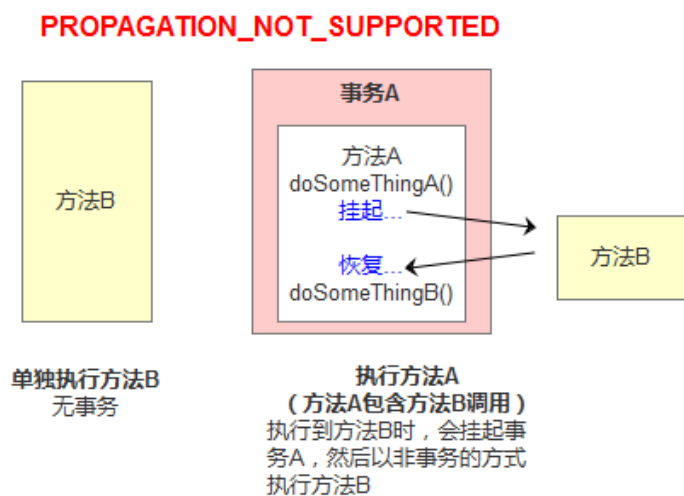 PROPAGATION_NOT_SUPPORTED
方法B
事务A
方法A
doSomeThingA()
挂起...
恢复...
doSomeThingB()
方法B
单独执行方法B
无事务
执行方法A
（方法A包含方法B调用）
执行到方法B时，会挂起事
务A，然后以非事务的方式
执行方法B